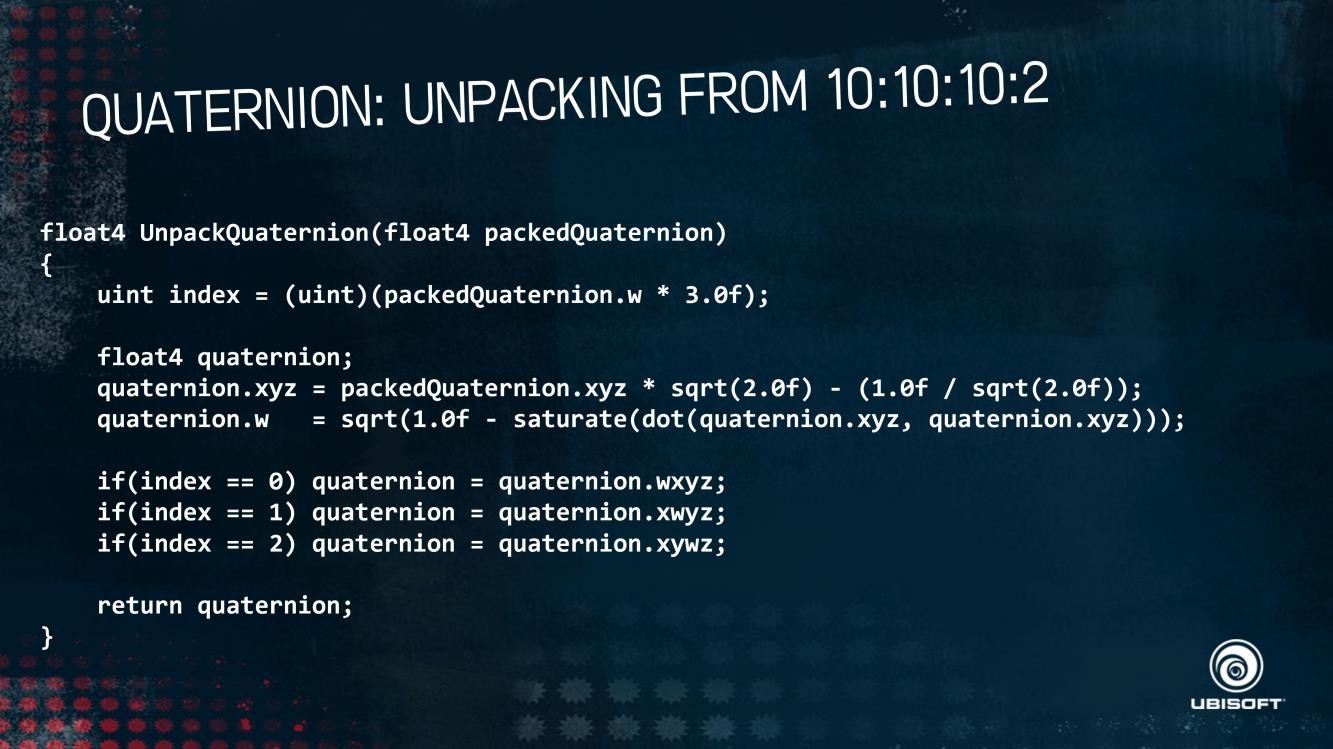 QUATERNION: UNPACKING FROM 10:10:10:2
float4 UnpackQuaternion(float4 packedQuaternion)
{
    uint index = (uint)(packedQuaternion.w * 3.0f);
    float4 quaternion;
    quaternion.xyz = packedQuaternion.xyz * sqrt(2.0f) - (1.0f / sqrt(2.0f));
    quaternion.w   = sqrt(1.0f - saturate(dot(quaternion.xyz, quaternion.xyz)));
    if(index == 0) quaternion = quaternion.wxyz;
    if(index == 1) quaternion = quaternion.xwyz;
    if(index == 2) quaternion = quaternion.xywz;
    return quaternion;
}
UBISOFT